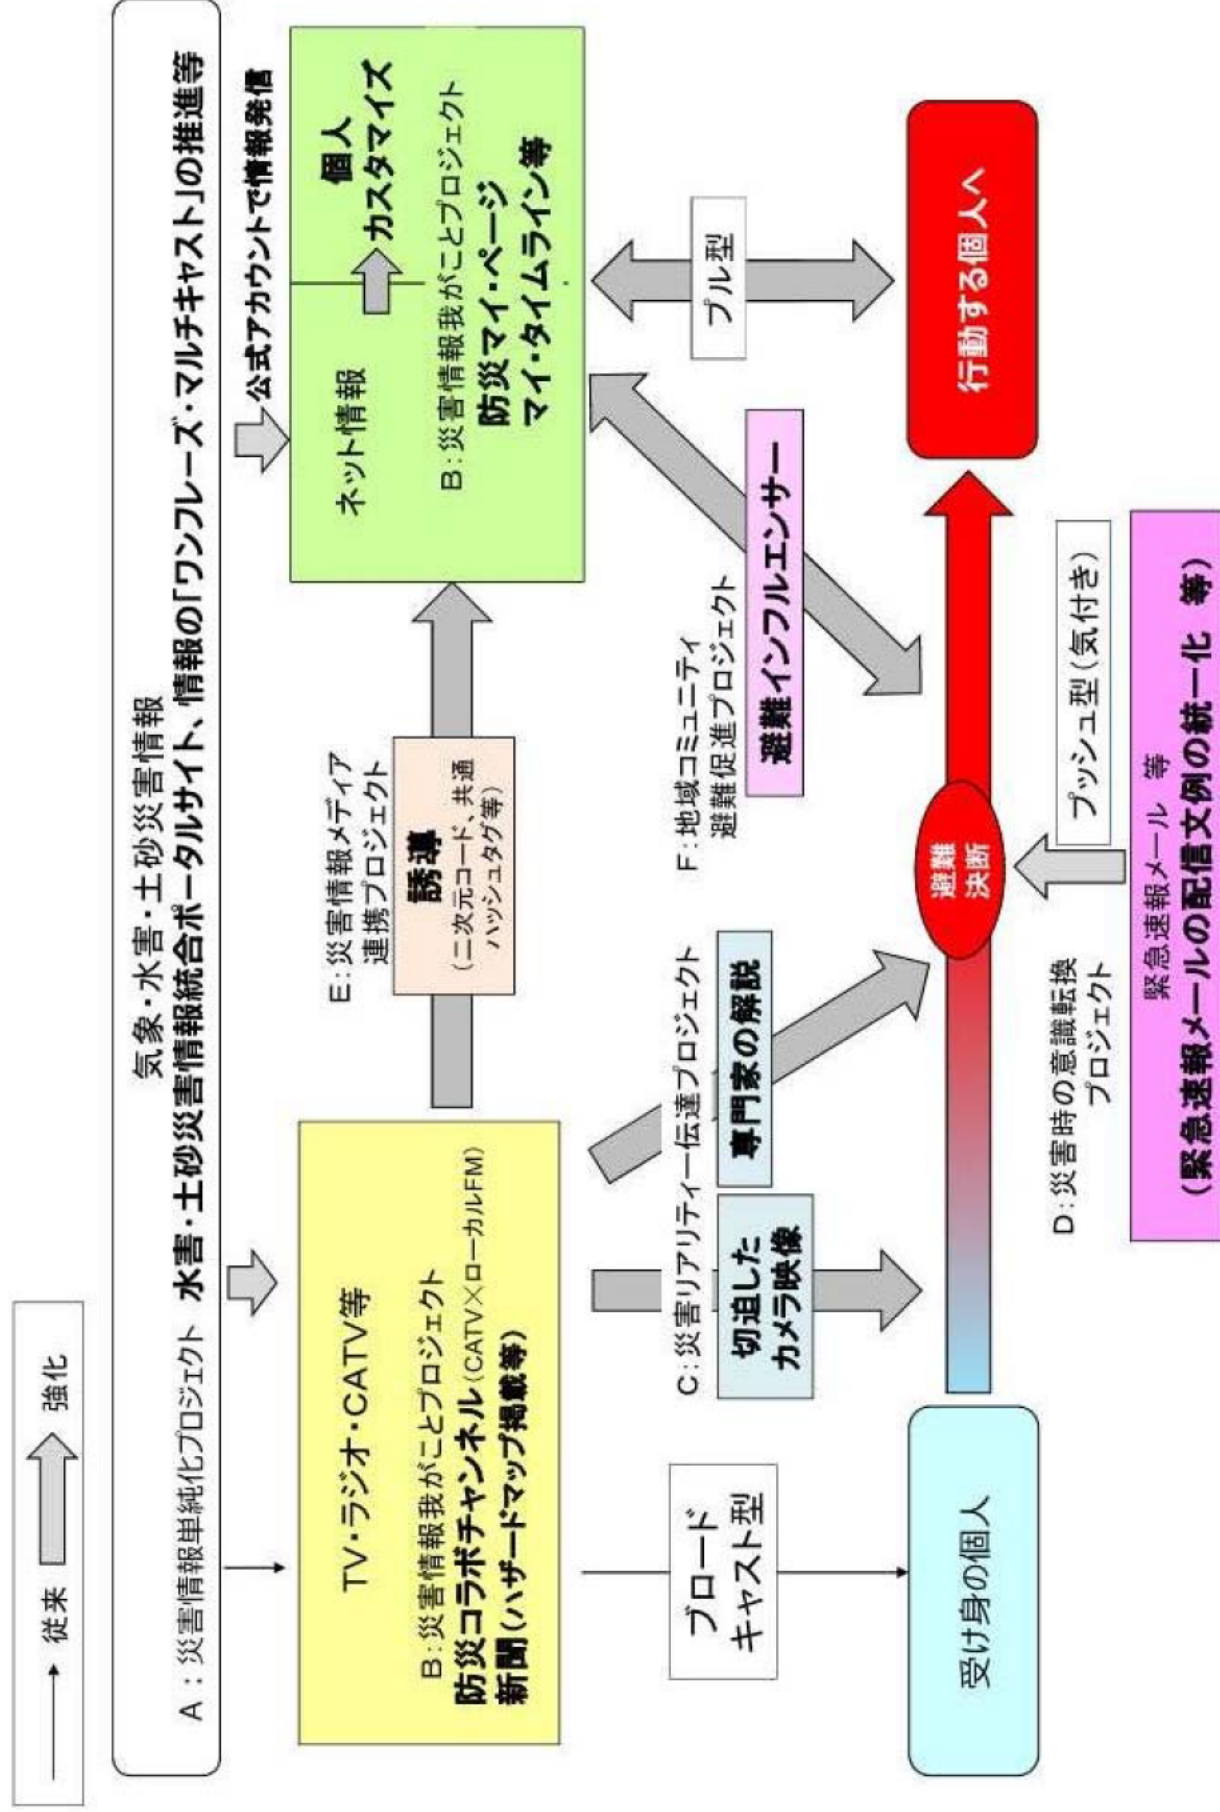 従来 強化
気象・水害・土砂災害情報
A：災害情報単純化プロジェクト 水害・土砂災害情報統合ポータルサイト、情報の「ワンフレーズ・マルチキャスト」の推進等
公式アカウントで情報発信
TV・ラジオ・CATV等
B：災害情報我がことプロジェクト
防災コラボチャンネル(CATV×ローカルFM)
新聞(ハザードマップ掲載等)
E：災害情報メディア
連携プロジェクト
誘導
(二次元コード、共通
ハッシュタグ等)
ネット情報
個人
カスタマイズ
B：災害情報我がことプロジェクト
防災マイ・ページ
マイ・タイムライン等
ブロード
キャスト型
C：災害リアリティー伝達プロジェクト
切迫した
カメラ映像
専門家の解説
F：地域コミュニティ
避難促進プロジェクト
避難インフルエンサー
プル型
受け身の個人
避難
決断
行動する個人へ
D：災害時の意識転換
プロジェクト
プッシュ型(気付き)
緊急速報メール 等
(緊急速報メールの配信文例の統一化 等)